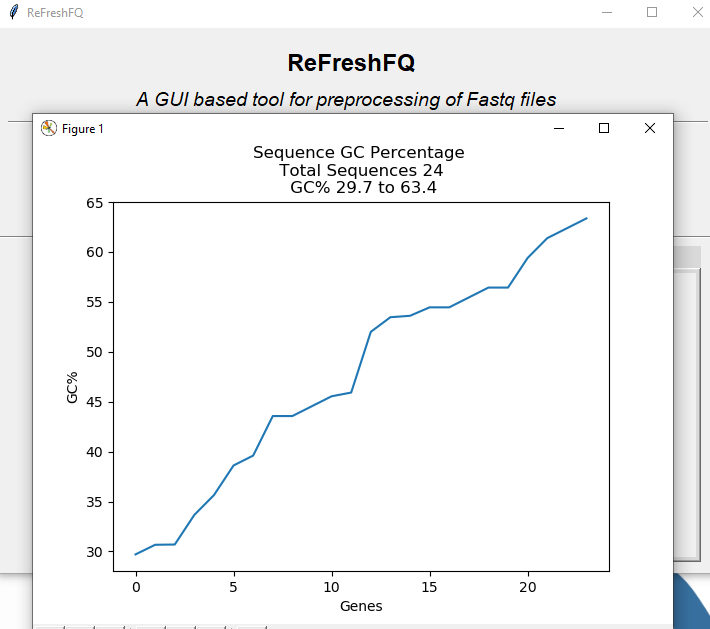 ReFreshFQ
ReFreshFQ
A GUI based tool for preprocessing of Fastq files
Figure 1
Sequence GC Percentage
Total Sequences 24
GC% 29.7 to 63.4
65
60
55
50
45
40
35
30
GC%
0 5 10 15 20
Genes